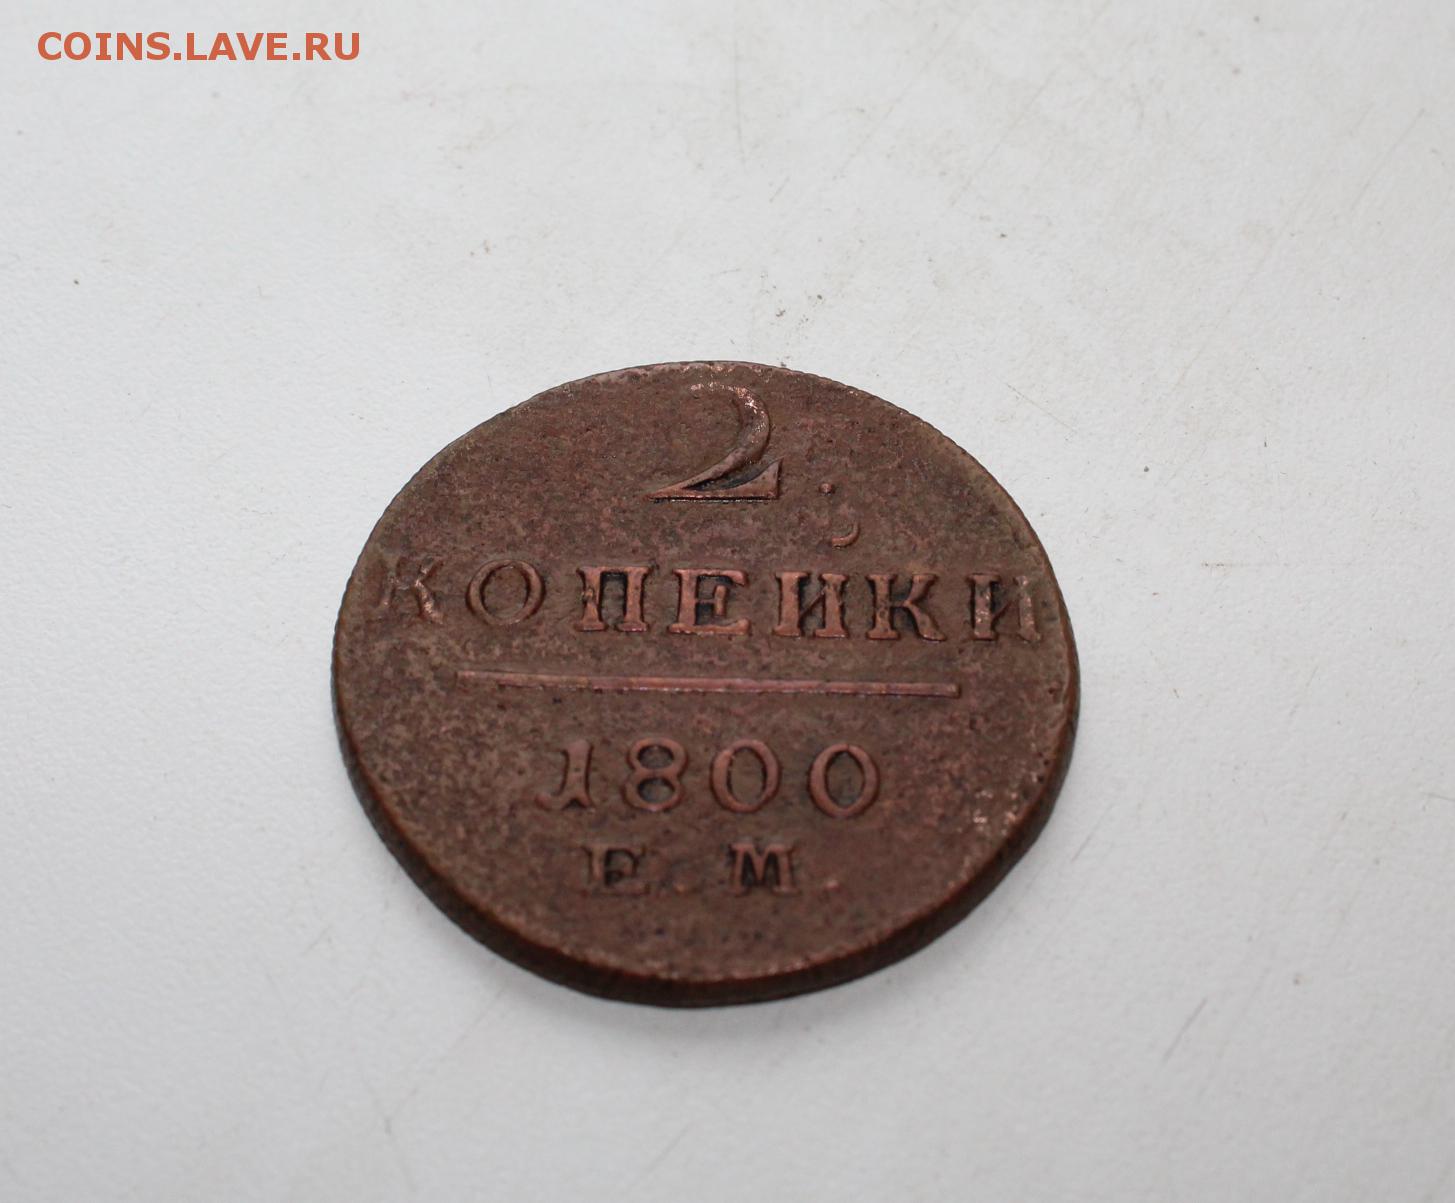 COINS.LAVE.RU
2
КОПЕЙКИ
1800
Е.М.